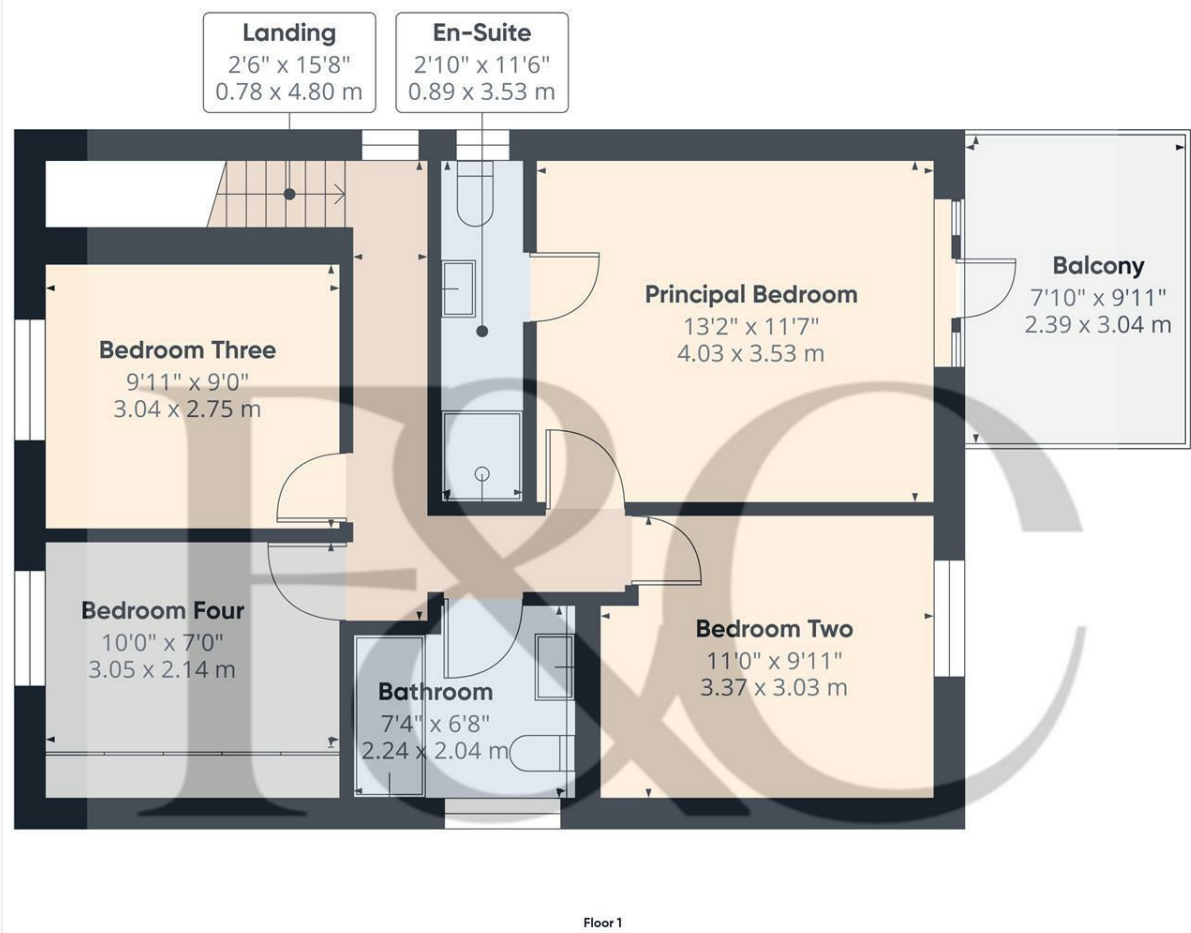 Landing
2'6" x 15'8"
0.78 x 4.80 m
En-Suite
2'10" x 11'6"
0.89 x 3.53 m
Principal Bedroom
13'2" x 11'7"
4.03 x 3.53 m
Balcony
7'10" x 9'11"
2.39 x 3.04 m
Bedroom Three
9'11" x 9'0"
3.04 x 2.75 m
Bedroom Four
10'0" x 7'0"
3.05 x 2.14 m
Bathroom
7'4" x 6'8"
2.24 x 2.04 m
Bedroom Two
11'0" x 9'11"
3.37 x 3.03 m
F&C
Floor 1